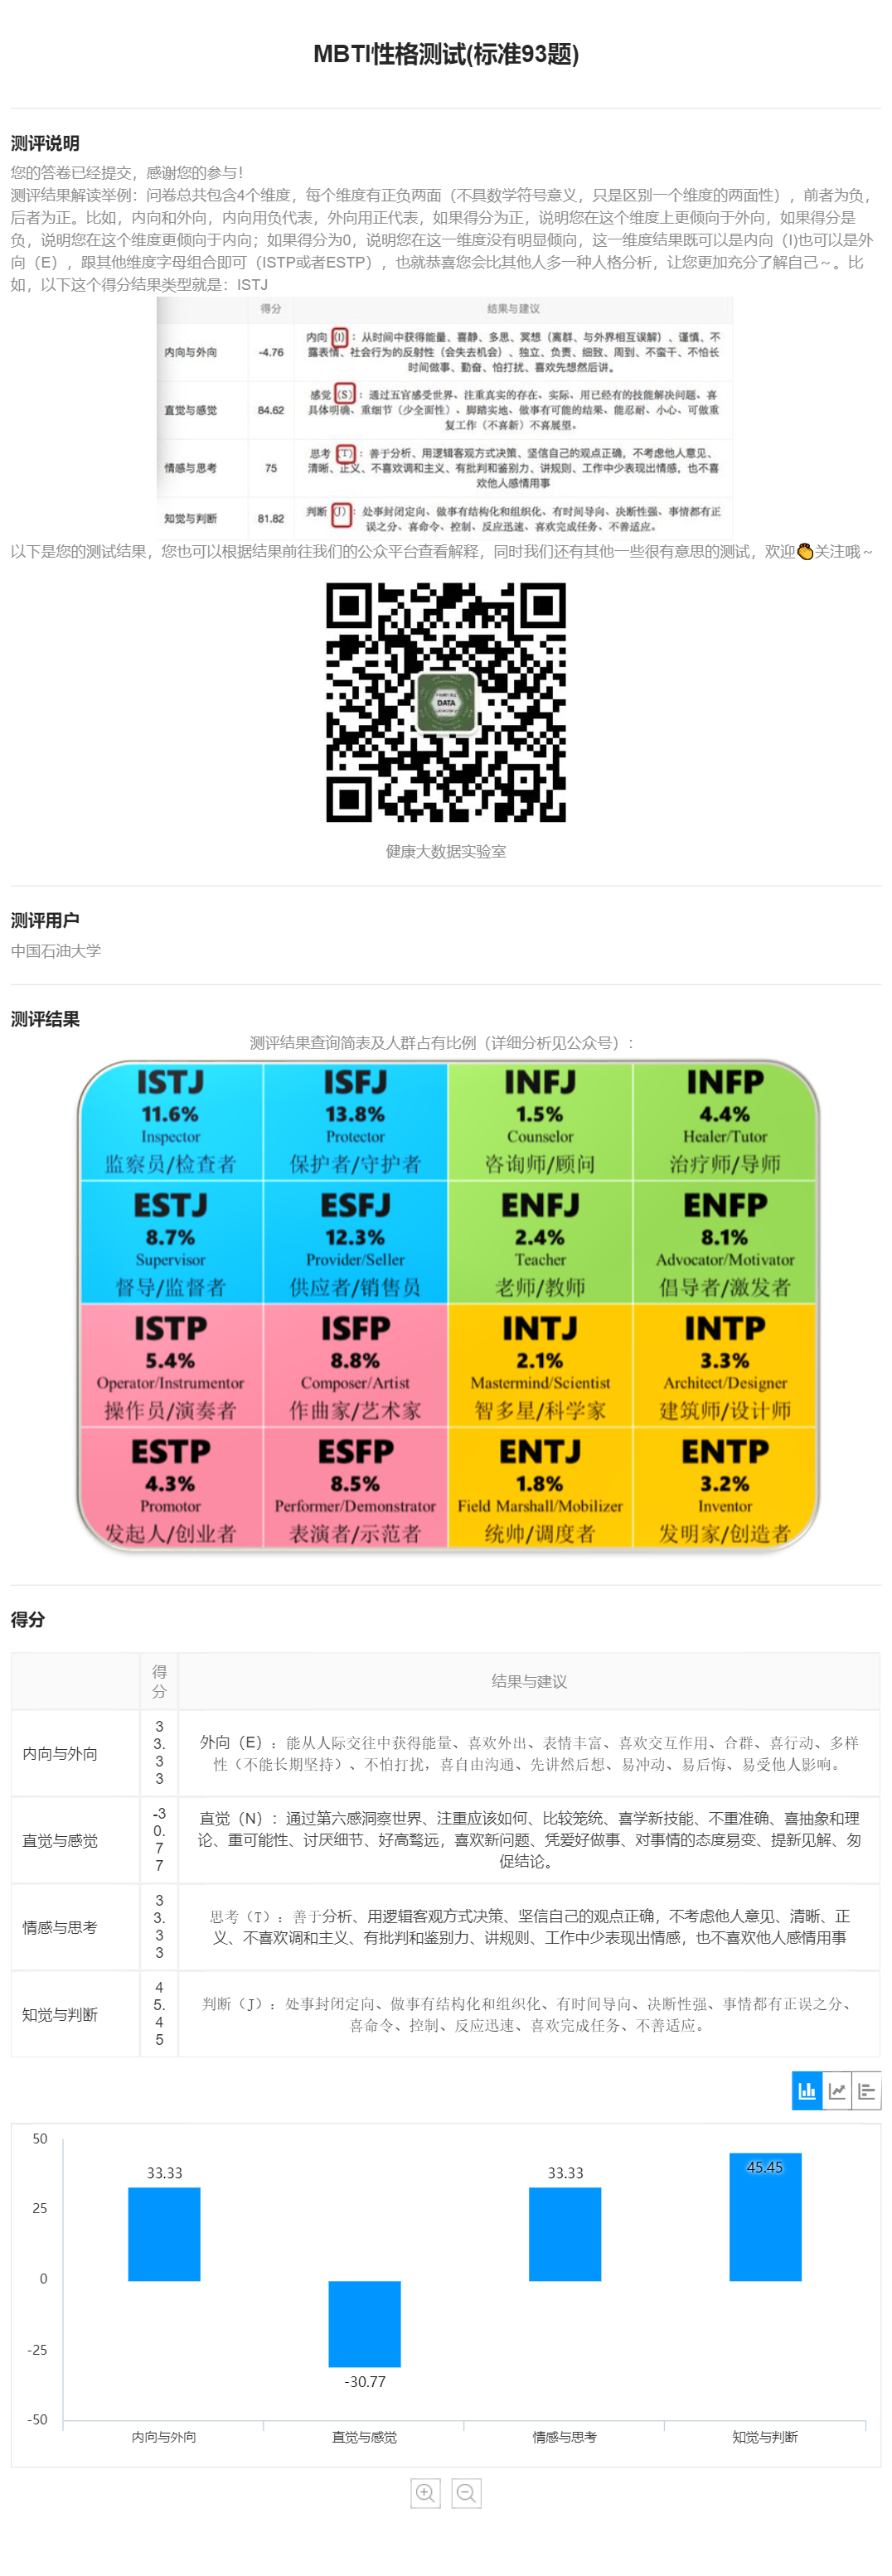 MBTI性格测试(标准93题)
测评说明
您的答卷已经提交，感谢您的参与！
测评结果解读举例：问卷总共包含4个维度，每个维度有正负两面（不具数学符号意义，只是区别一个维度的两面性），前者为负，
后者为正。比如，内向和外向，内向用负代表，外向用正代表，如果得分为正，说明您在这个维度上更倾向于外向，如果得分是
负，说明您在这个维度更倾向于内向；如果得分为0，说明您在这一维度没有明显倾向，这一维度结果既可以是内向（I)也可以是外
向（E），跟其他维度字母组合即可（ISTP或者ESTP），也就恭喜您会比其他人多一种人格分析，让您更加充分了解自己～。比
如，以下这个得分结果类型就是：ISTJ
得分 结果与建议
内向与外向 -4.76 内向（I）：从时间中获得能量、喜静、多思、冥想（离群、与外界相互误解）、谨慎、不
露表情、社会行为的反射性（会失去机会）、独立、负责、细致、周到、不蛮干、不怕长
时间做事、勤奋、怕打扰，喜欢先想然后讲。
直觉与感觉 84.62 感觉（S）：通过五官感受世界、注重真实的存在、实际、用已经有的技能解决问题、喜
具体明确、重细节（少全面性）、脚踏实地、做事有可能的结果、能忍耐、小心、可做重
复工作（不喜新）不喜展望。
情感与思考 75 思考（T）：善于分析、用逻辑客观方式决策、坚信自己的观点正确，不考虑他人意见、
清晰、正义、不喜欢调和主义、有批判和鉴别力、讲规则、工作中少表现出情感，也不喜
欢他人感情用事
知觉与判断 81.82 判断（J）：处事封闭定向、做事有结构化和组织化、有时间导向、决断性强、事情都有正
误之分、喜命令、控制、反应迅速、喜欢完成任务、不善适应。
以下是您的测试结果，您也可以根据结果前往我们的公众平台查看解释，同时我们还有其他一些很有意思的测试，欢迎👏关注哦～
DATA
健康大数据实验室
测评用户
中国石油大学
测评结果
测评结果查询简表及人群占有比例（详细分析见公众号）：
ISTJ ISFJ INFJ INFP
11.6% 13.8% 1.5% 4.4%
Inspector Protector Counselor Healer/Tutor
监察员/检查者 保护者/守护者 咨询师/顾问 治疗师/导师
ESTJ ESFJ ENFJ ENFP
8.7% 12.3% 2.4% 8.1%
Supervisor Provider/Seller Teacher Advocator/Motivator
督导/监督者 供应者/销售员 老师/教师 倡导者/激发者
ISTP ISFP INTJ INTP
5.4% 8.8% 2.1% 3.3%
Operator/Instrumentor Composer/Artist Mastermind/Scientist Architect/Designer
操作员/演奏者 作曲家/艺术家 智多星/科学家 建筑师/设计师
ESTP ESFP ENTJ ENTP
4.3% 8.5% 1.8% 3.2%
Promotor Performer/Demonstrator Field Marshall/Mobilizer Inventor
发起人/创业者 表演者/示范者 统帅/调度者 发明家/创造者
得分
得分 结果与建议
内向与外向 33.33 外向（E）：能从人际交往中获得能量、喜欢外出、表情丰富、喜欢交互作用、合群、喜行动、多样
性（不能长期坚持）、不怕打扰，喜自由沟通、先讲然后想、易冲动、易后悔、易受他人影响。
直觉与感觉 -30.77 直觉（N）：通过第六感洞察世界、注重应该如何、比较笼统、喜学新技能、不重准确、喜抽象和理
论、重可能性、讨厌细节、好高骛远，喜欢新问题、凭爱好做事、对事情的态度易变、提新见解、匆
促结论。
情感与思考 33.33 思考（T）：善于分析、用逻辑客观方式决策、坚信自己的观点正确，不考虑他人意见、清晰、正
义、不喜欢调和主义、有批判和鉴别力、讲规则、工作中少表现出情感，也不喜欢他人感情用事
知觉与判断 45.45 判断（J）：处事封闭定向、做事有结构化和组织化、有时间导向、决断性强、事情都有正误之分、
喜命令、控制、反应迅速、喜欢完成任务、不善适应。
50
25
0
-25
-50
33.33
-30.77
33.33
45.45
内向与外向 直觉与感觉 情感与思考 知觉与判断